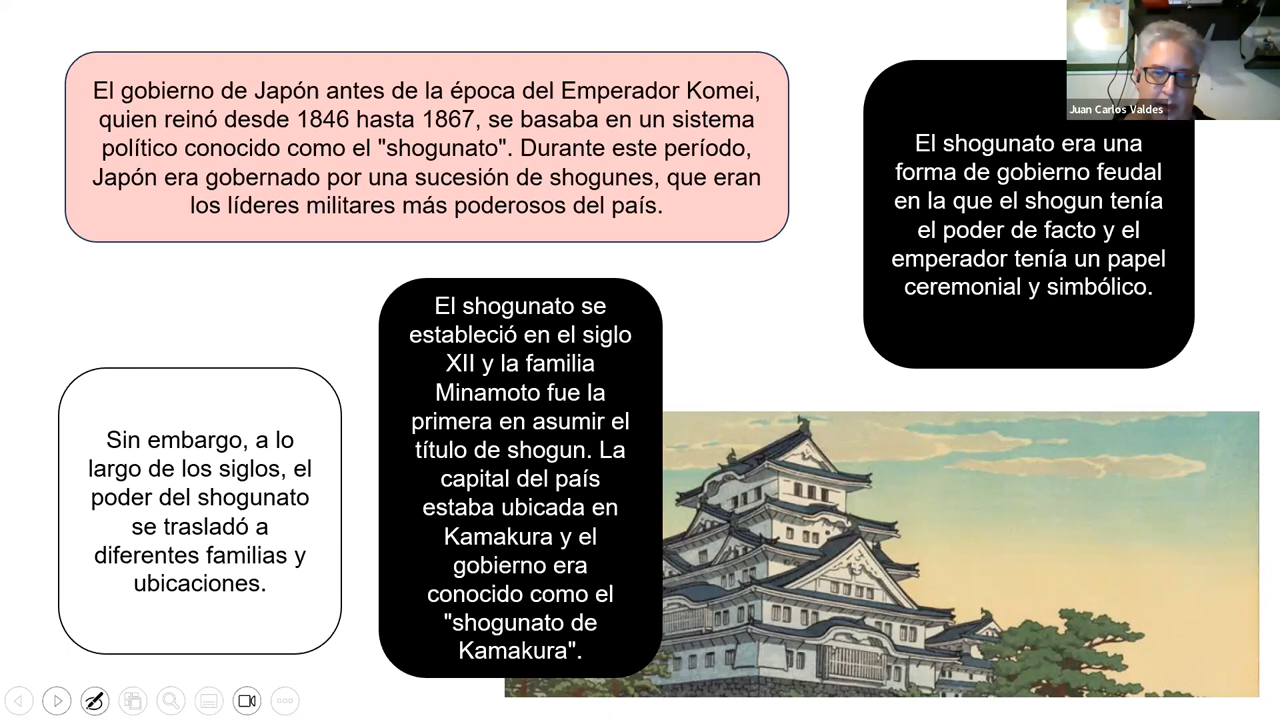 El gobierno de Japón antes de la época del Emperador Komei,
quien reinó desde 1846 hasta 1867, se basaba en un sistema
político conocido como el "shogunato". Durante este período,
Japón era gobernado por una sucesión de shogunes, que eran
los líderes militares más poderosos del país.
Juan Carlos Valdes
El shogunato era una
forma de gobierno feudal
en la que el shogun tenía
el poder de facto y el
emperador tenía un papel
ceremonial y simbólico.
El shogunato se
estableció en el siglo
XII y la familia
Minamoto fue la
primera en asumir el
título de shogun. La
capital del país
estaba ubicada en
Kamakura y el
gobierno era
conocido como el
"shogunato de
Kamakura".
Sin embargo, a lo
largo de los siglos, el
poder del shogunato
se trasladó a
diferentes familias y
ubicaciones.